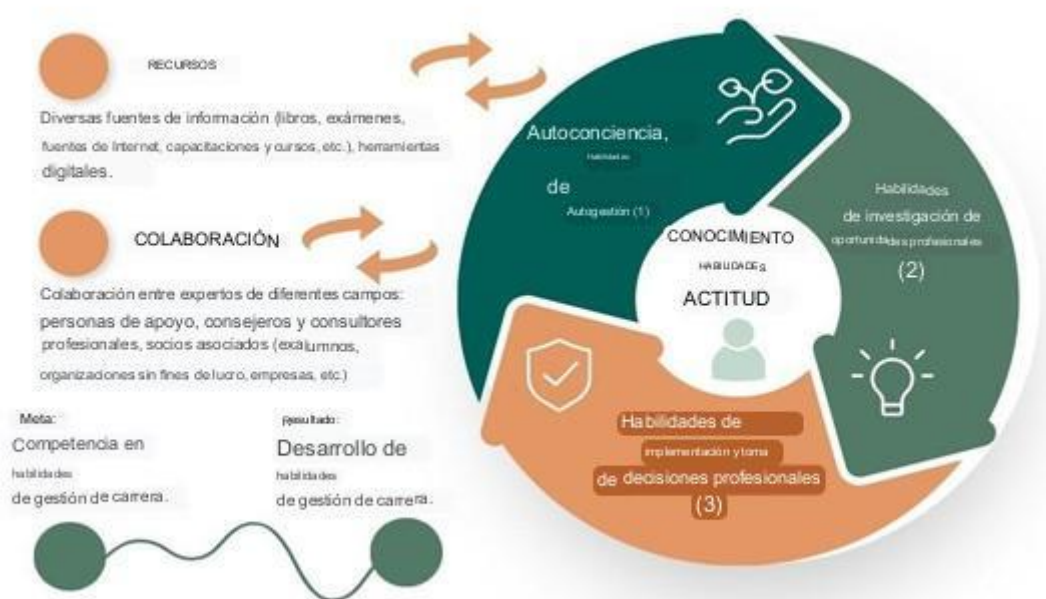 RECURSOS
Diversas fuentes de información (libros, exámenes,
fuentes de Internet, capacitaciones y cursos, etc.), herramientas
digitales.
COLABORACIÓN
Colaboración entre expertos de diferentes campos:
personas de apoyo, consejeros y consultores
profesionales, socios asociados (exalumnos,
organizaciones sin fines de lucro, empresas, etc.)
Meta:
Competencia en
habilidades
de gestión de carrera.
Resultado:
Desarrollo de
habilidades
de gestión de carrera.
Autoconciencia,
Habilidades
de
Autogestión (1)
Habilidades
de investigación de
oportunidades profesionales
(2)
CONOCIMIENTO
HABILIDADES
ACTITUD
Habilidades de
implementación y toma
de decisiones profesionales
(3)